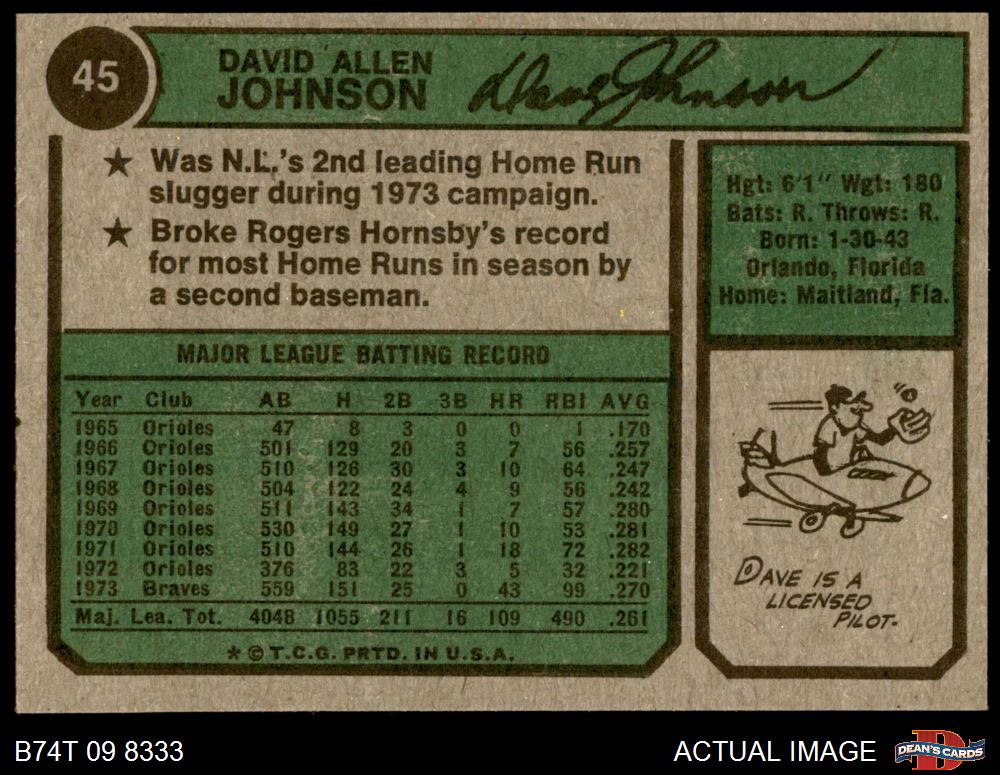 45
DAVID ALLEN
JOHNSON
Dave Johnson
★ Was N.L.'s 2nd leading Home Run
slugger during 1973 campaign.
★ Broke Rogers Hornsby's record
for most Home Runs in season by
a second baseman.
Hgt: 6'1" Wgt: 180
Bats: R. Throws: R.
Born: 1-30-43
Orlando, Florida
Home: Maitland, Fla.
MAJOR LEAGUE BATTING RECORD
Year Club AB H 2B 3B HR RBI AVG
1965 Orioles 47 8 3 0 0 1 .170
1966 Orioles 501 129 20 3 7 56 .257
1967 Orioles 510 126 30 3 10 64 .247
1968 Orioles 504 122 24 4 9 56 .242
1969 Orioles 511 143 34 1 7 57 .280
1970 Orioles 530 149 27 1 10 53 .281
1971 Orioles 510 144 26 1 18 72 .282
1972 Orioles 376 83 22 3 5 32 .221
1973 Braves 559 151 25 0 43 99 .270
Maj. Lea. Tot. 4048 1055 211 16 109 490 .261
* © T.C.G. PRTD. IN U.S.A.
DAVE IS A
LICENSED
PILOT.
B74T 09 8333
ACTUAL IMAGE
D
DEAN'S CARDS